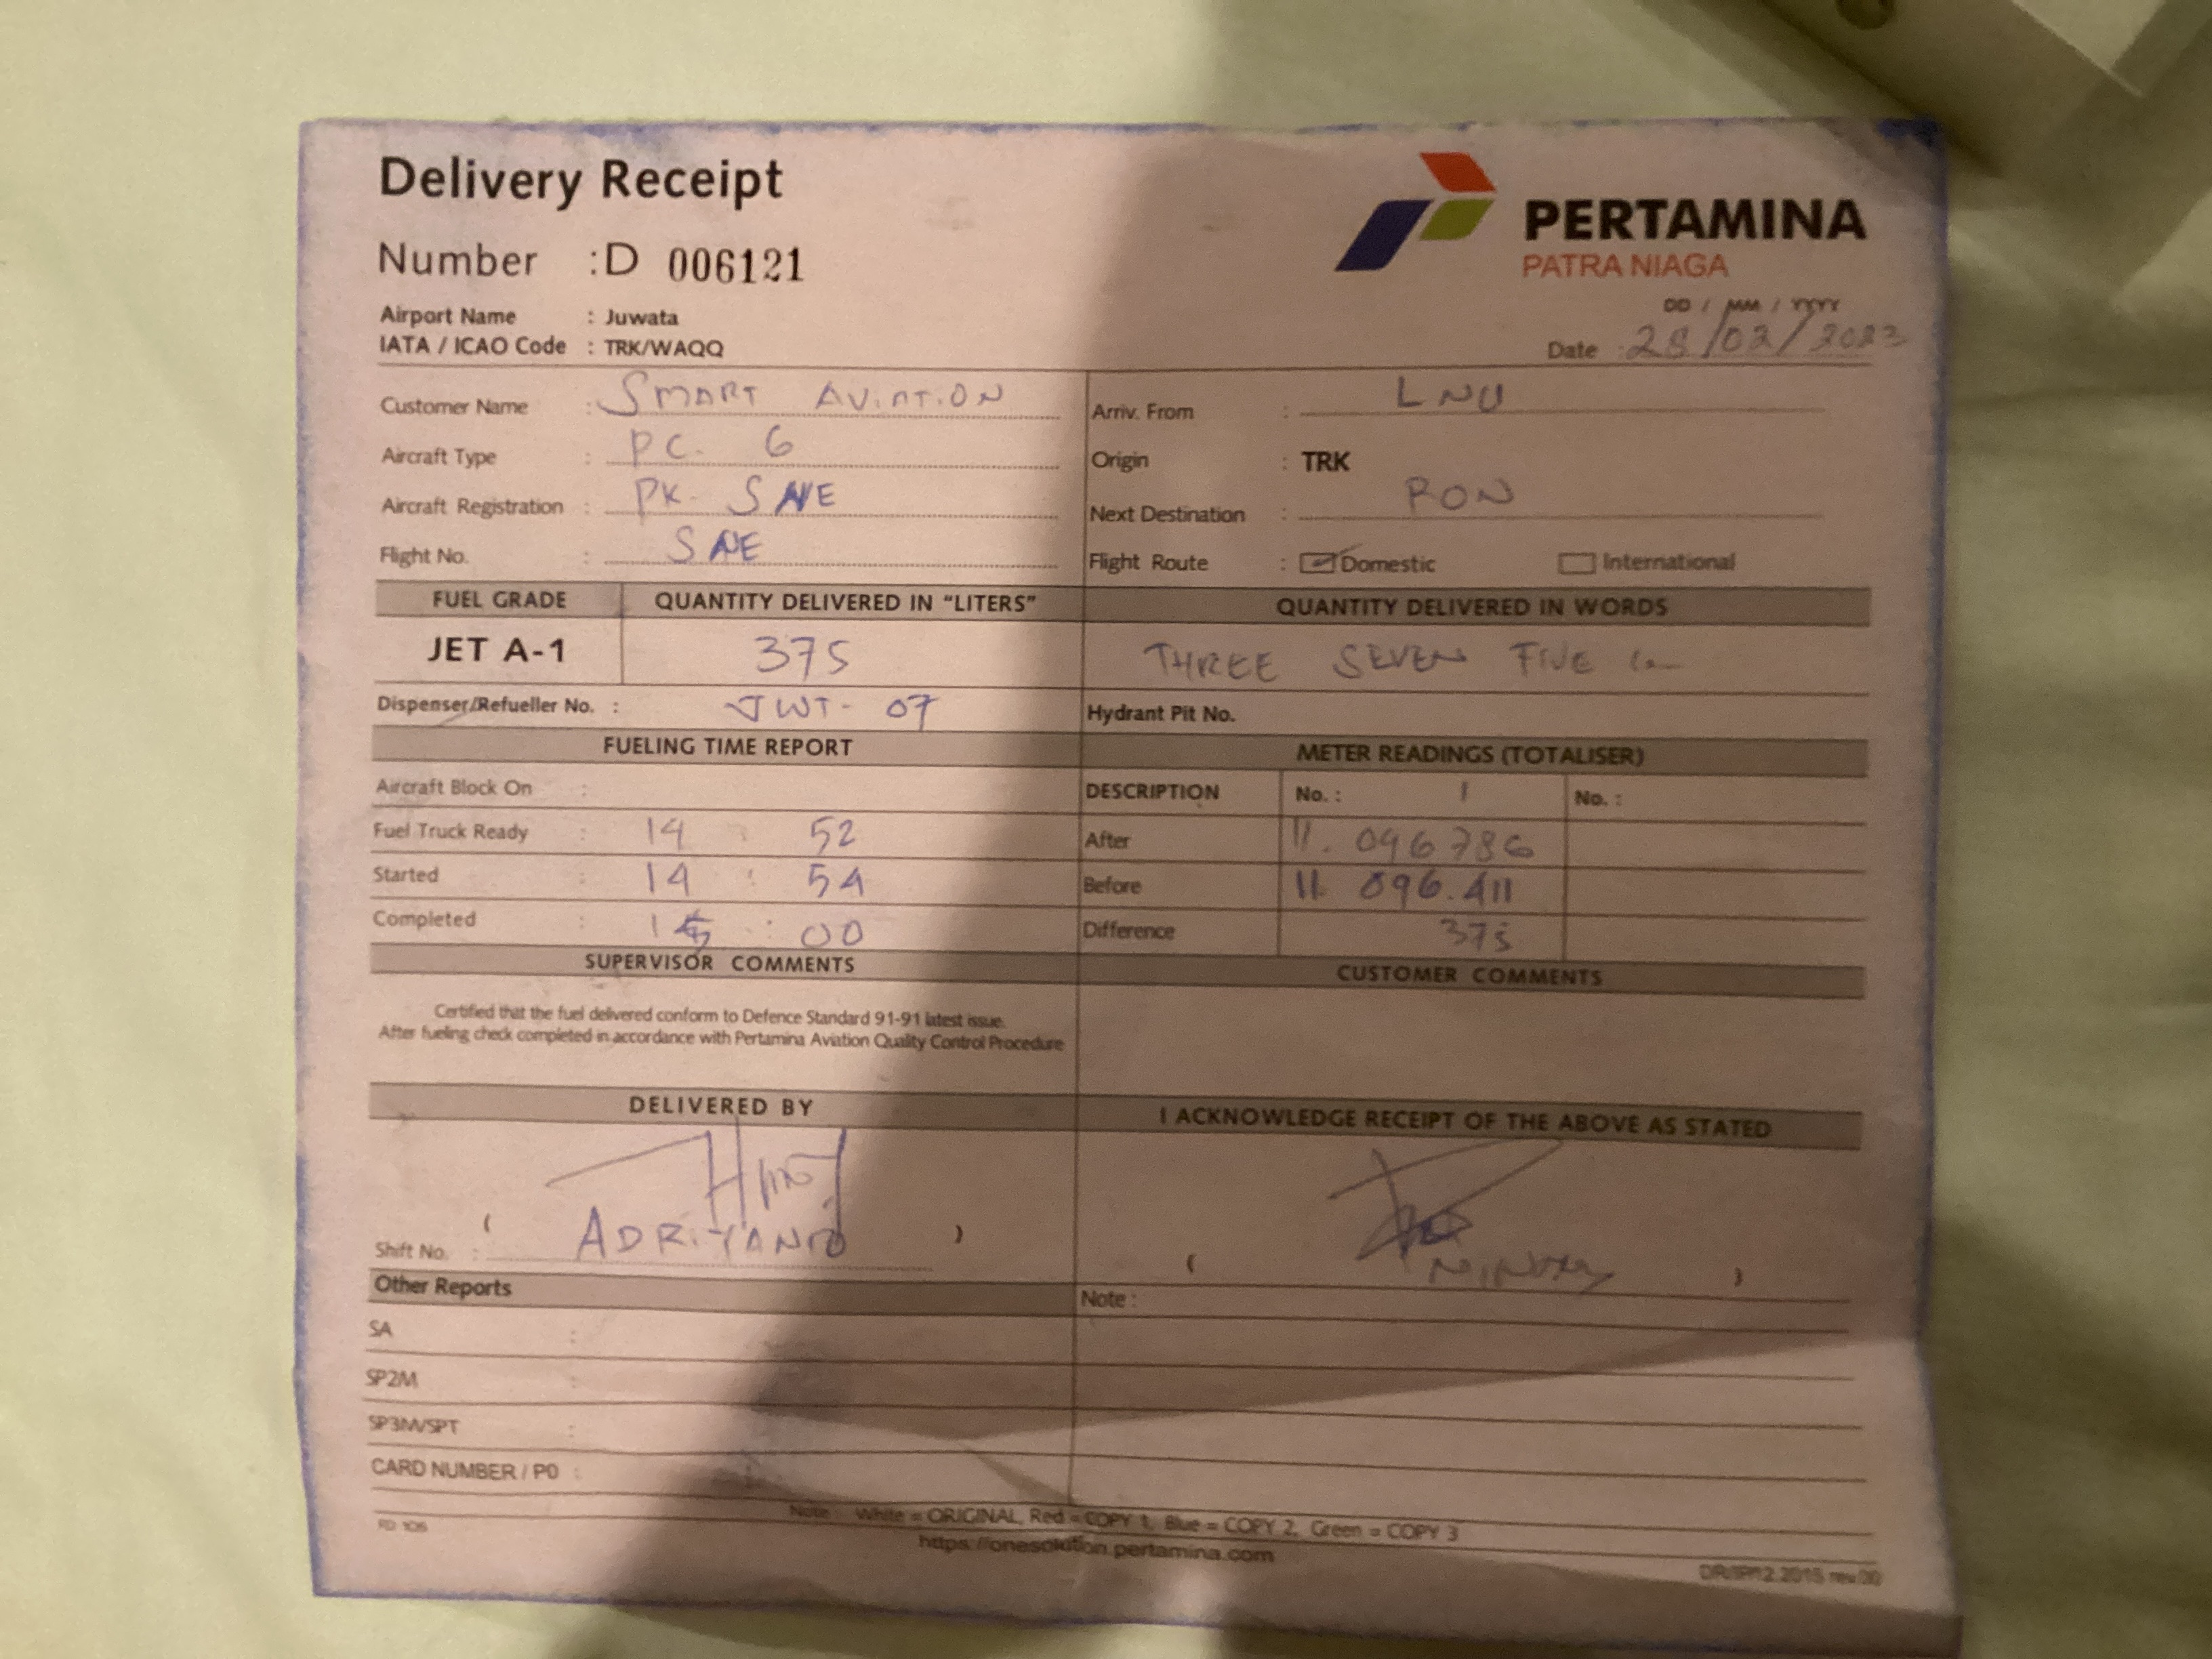 Delivery Receipt
PERTAMINA
PATRA NIAGA
Number : D 006121
Airport Name : Juwata
IATA / ICAO Code : TRK/WAQQ
DD / MM / YYYY
Date : 28/02/2023
Customer Name : SMART AVIATION
Arriv. From : LNU
Aircraft Type : PC. 6
Origin : TRK
Aircraft Registration : PK-
Next Destination : RON
Flight No. :
Flight Route : Domestic International
FUEL GRADE QUANTITY DELIVERED IN "LITERS" QUANTITY DELIVERED IN WORDS
JET A-1 375 THREE SEVEN FIVE
Dispenser/Refueller No. : JWT- 07 Hydrant Pit No.
FUELING TIME REPORT METER READINGS (TOTALISER)
Aircraft Block On : DESCRIPTION No. : 1 No. :
Fuel Truck Ready : 14 : 52 After 11. 096 786
Started : 14 : 54 Before 11. 096.411
Completed : 15 : 00 Difference 375
SUPERVISOR COMMENTS CUSTOMER COMMENTS
Certified that the fuel delivered conform to Defence Standard 91-91 latest issue.
After fueling check completed in accordance with Pertamina Aviation Quality Control Procedure
DELIVERED BY I ACKNOWLEDGE RECEIPT OF THE ABOVE AS STATED
( ADRIYANTO )
Shift No. :
( )
Other Reports Note :
SA :
SP2M :
SP3M/SPT :
CARD NUMBER / PO :
Note : White = ORIGINAL, Red = COPY 1, Blue = COPY 2, Green = COPY 3
https://onesolution.pertamina.com